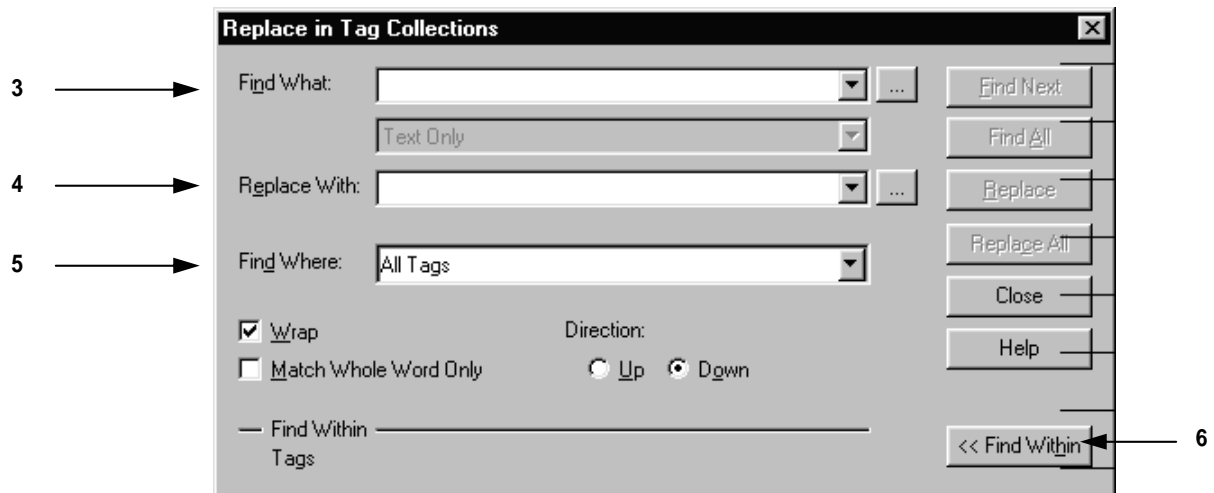 Replace in Tag Collections
3 Find What: ... Find Next
Text Only Find All
4 Replace With: ... Replace
Replace All
5 Find Where: All Tags
Close
Wrap Direction:
Help
Match Whole Word Only Up Down
Find Within
<< Find Within 6
Tags